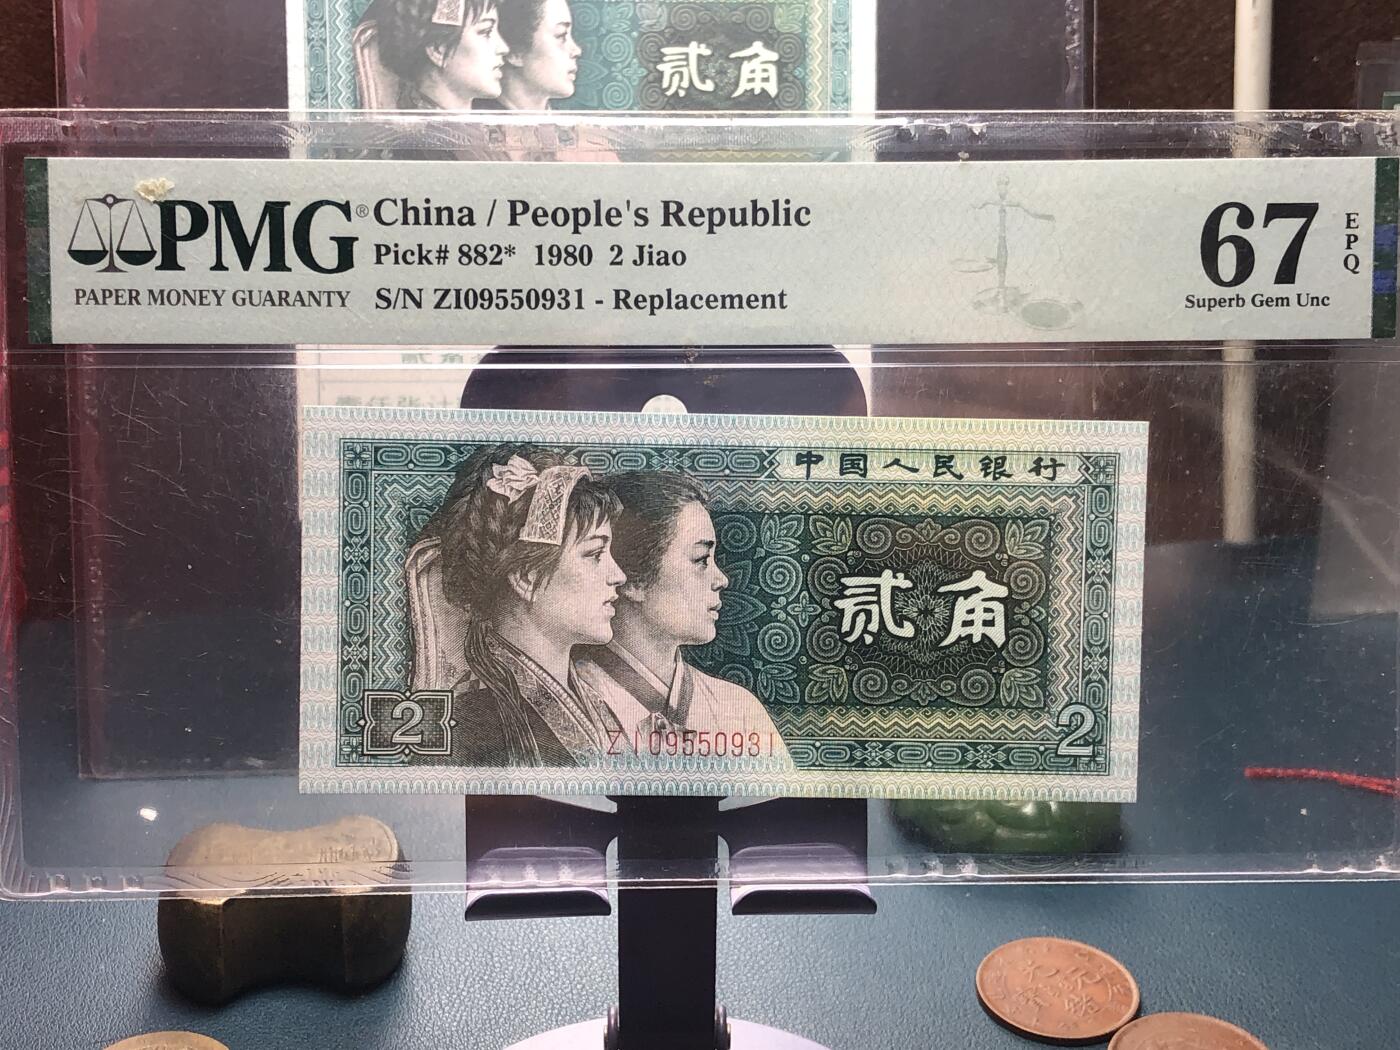 贰角
PMG®
PAPER MONEY GUARANTY
China / People's Republic
Pick# 882* 1980 2 Jiao
S/N ZI09550931 - Replacement
67
EPQ
Superb Gem Unc
中国人民银行
贰角
2
ZI09550931
2